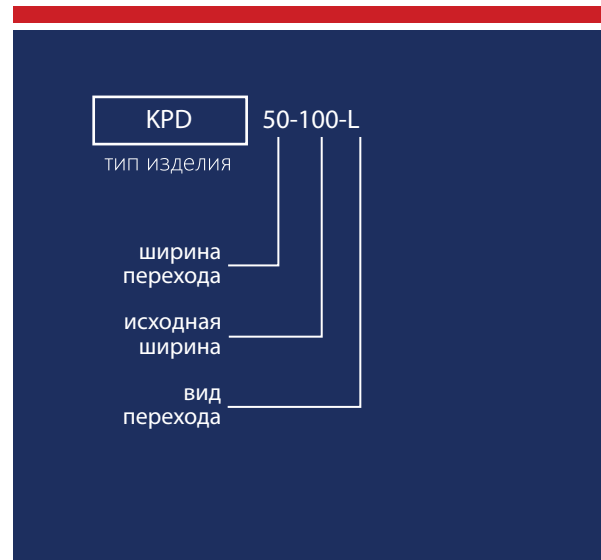 KPD 50-100-L
тип изделия
ширина
перехода
исходная
ширина
вид
перехода